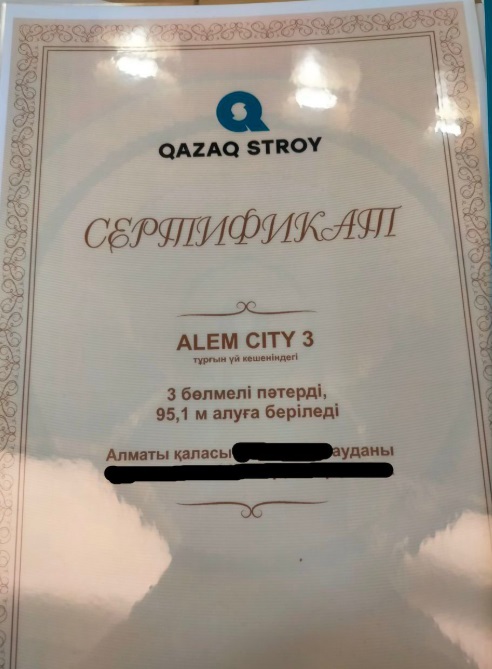 QAZAQ STROY
СЕРТИФИКАТ
ALEM CITY 3
тұрғын үй кешеніндегі
3 бөлмелі пәтерді,
95,1 м алуға беріледі
Алматы қаласы ауданы